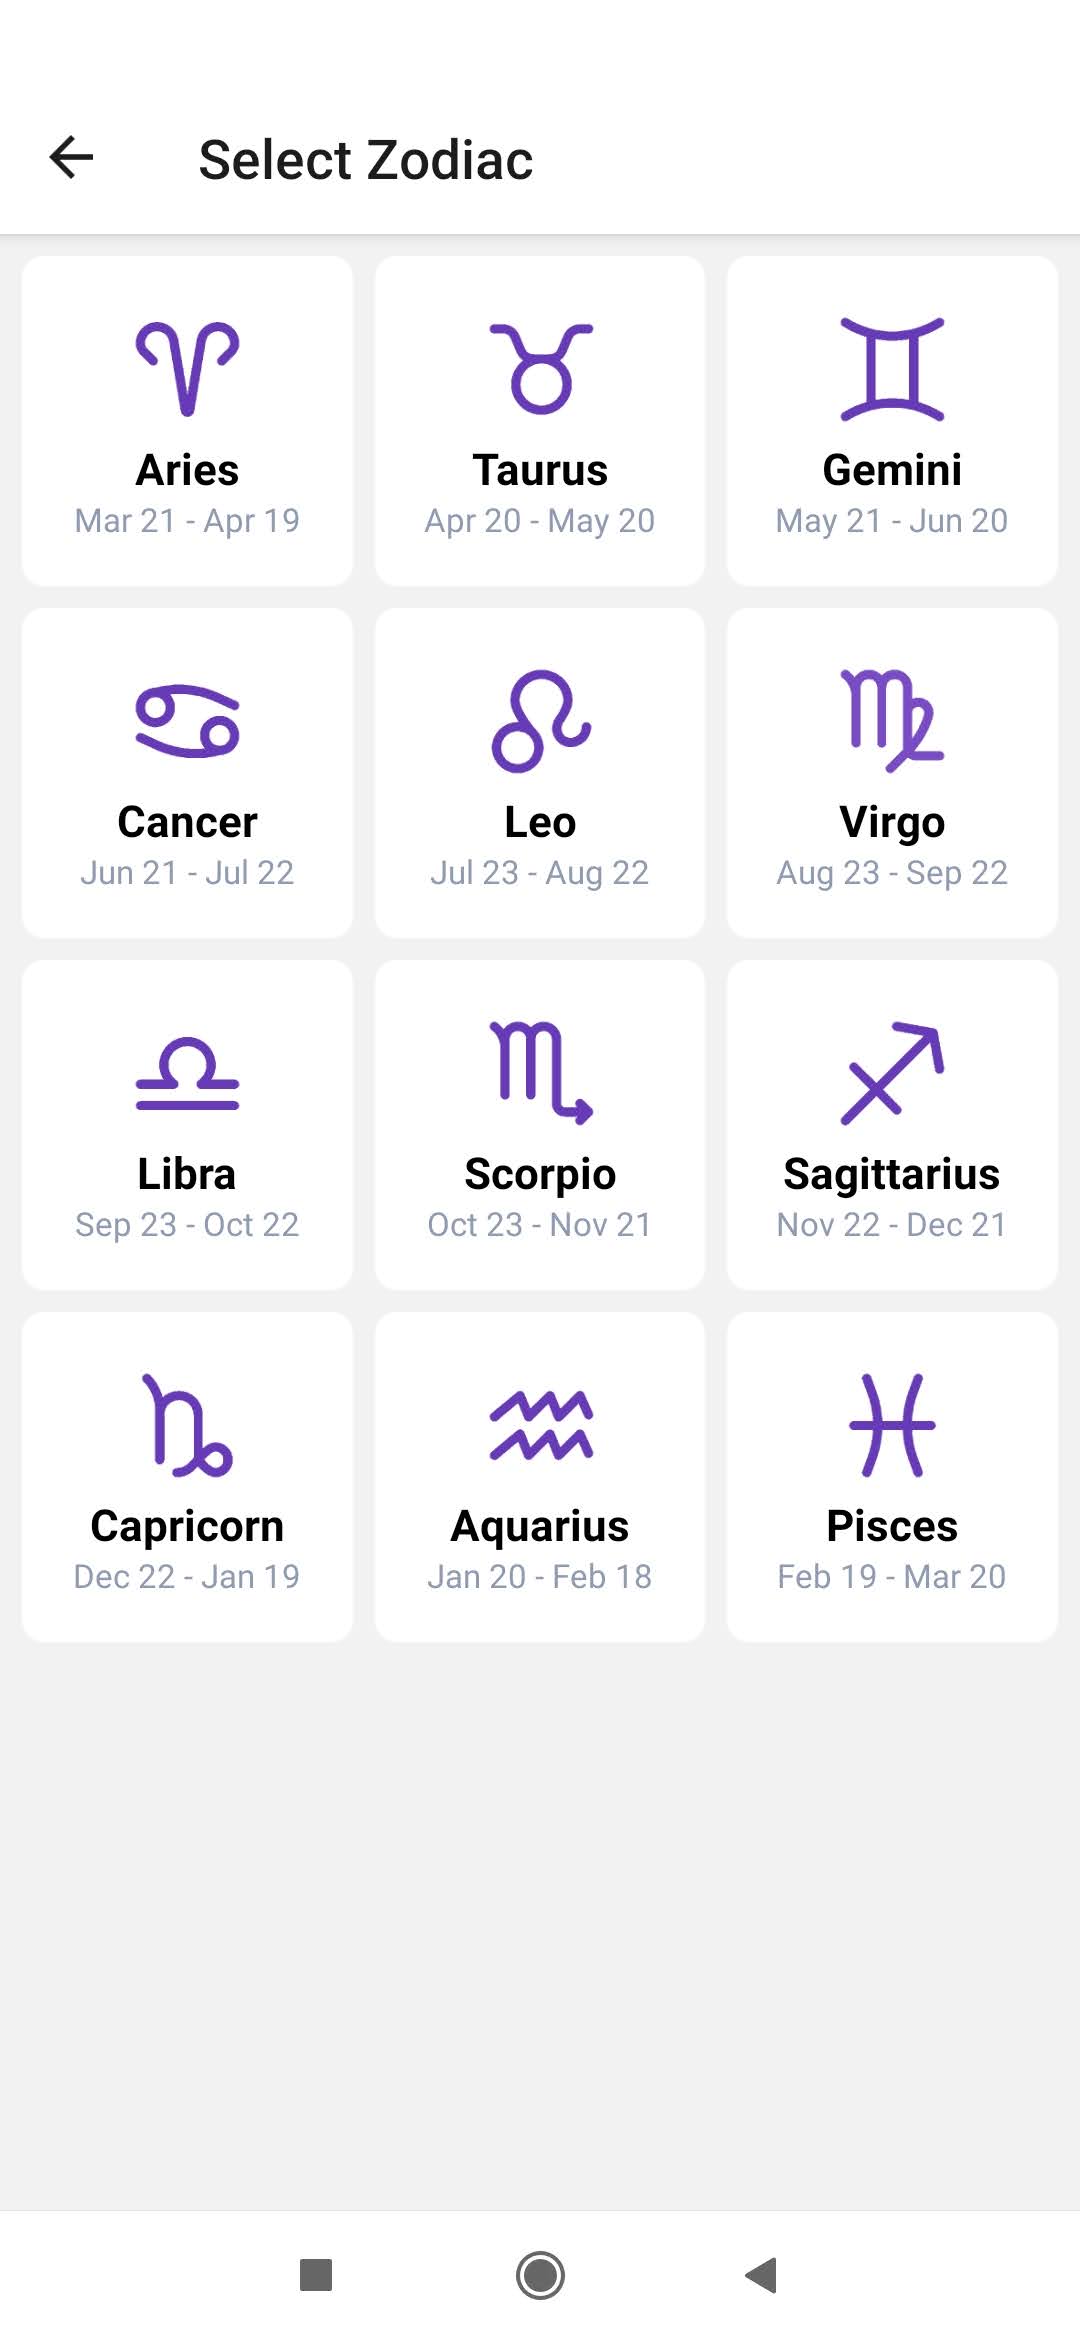 Select Zodiac
Aries
Mar 21 - Apr 19
Taurus
Apr 20 - May 20
Gemini
May 21 - Jun 20
Cancer
Jun 21 - Jul 22
Leo
Jul 23 - Aug 22
Virgo
Aug 23 - Sep 22
Libra
Sep 23 - Oct 22
Scorpio
Oct 23 - Nov 21
Sagittarius
Nov 22 - Dec 21
Capricorn
Dec 22 - Jan 19
Aquarius
Jan 20 - Feb 18
Pisces
Feb 19 - Mar 20